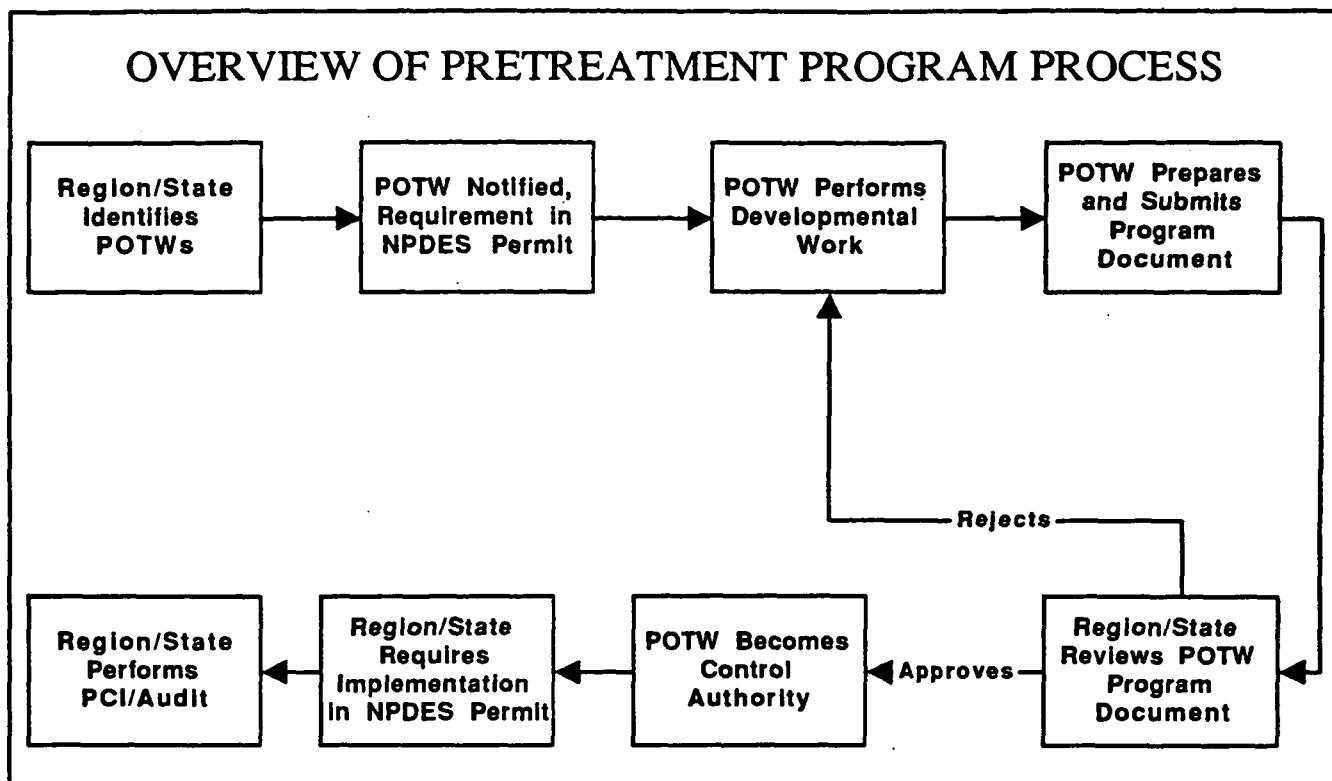 OVERVIEW OF PRETREATMENT PROGRAM PROCESS
Region/State
Identifies
POTWs
POTW Notified,
Requirement in
NPDES Permit
POTW Performs
Developmental
Work
POTW Prepares
and Submits
Program
Document
Rejects
Region/State
Reviews POTW
Program
Document
Approves
POTW Becomes
Control
Authority
Region/State
Requires
Implementation
in NPDES Permit
Region/State
Performs
PCI/Audit